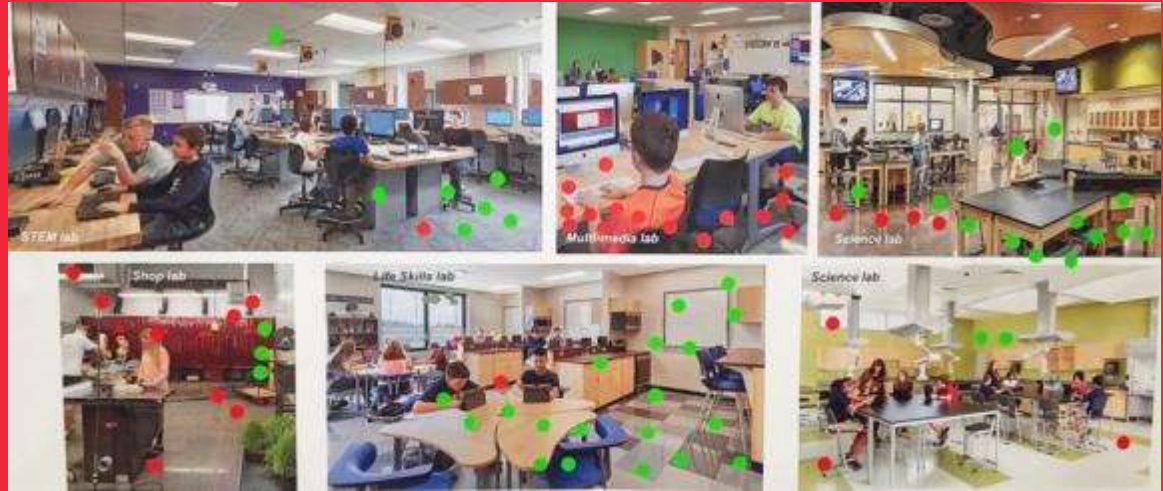 STEM lab
Multimedia lab
Science lab
Shop lab
Life Skills lab
Science lab